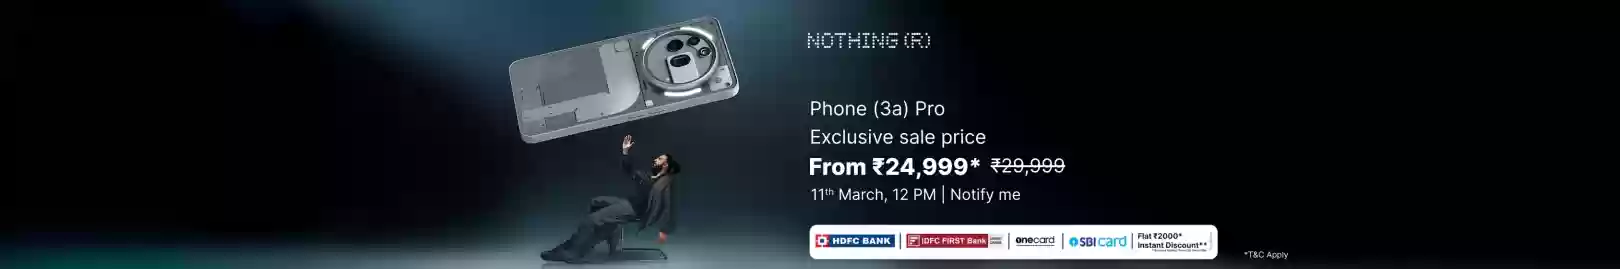 NOTHING (R)
Phone (3a) Pro
Exclusive sale price
From ₹24,999* ₹29,999
11th March, 12 PM | Notify me
HDFC BANK | IDFC FIRST Bank | onecard | SBI card | Flat ₹2000*
Instant Discount**
*T&C Apply